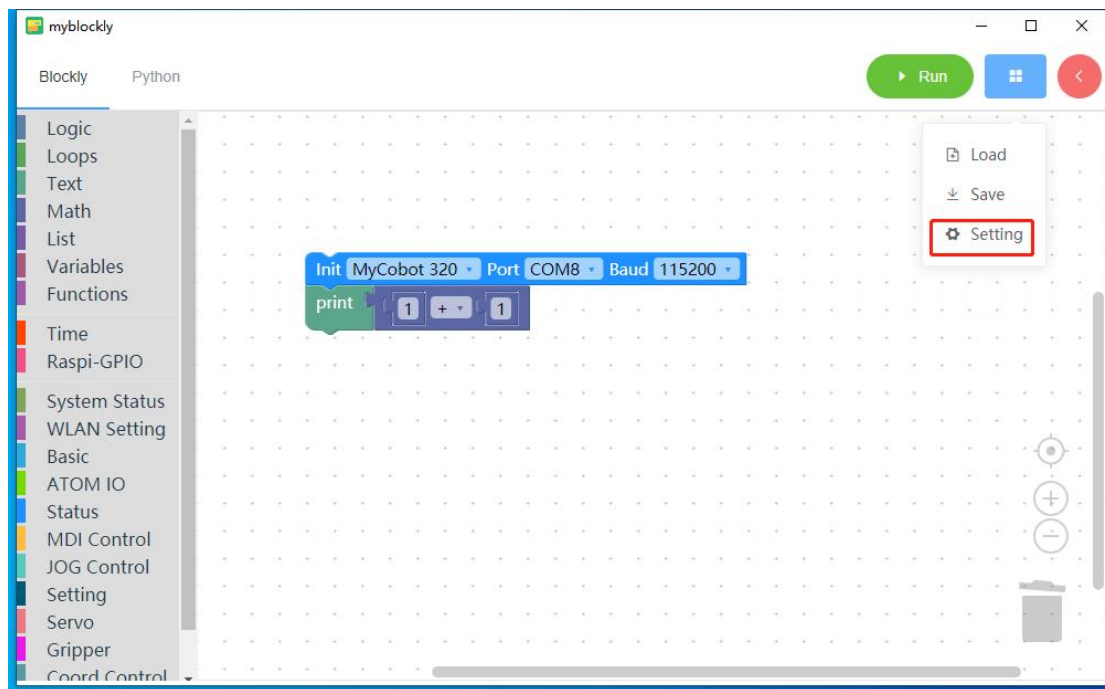 myblockly
Blockly Python
Run
Logic
Loops
Text
Math
List
Variables
Functions
Time
Raspi-GPIO
System Status
WLAN Setting
Basic
ATOM IO
Status
MDI Control
JOG Control
Setting
Servo
Gripper
Coord Control
Init MyCobot 320 Port COM8 Baud 115200
print 1 + 1
Load
Save
Setting